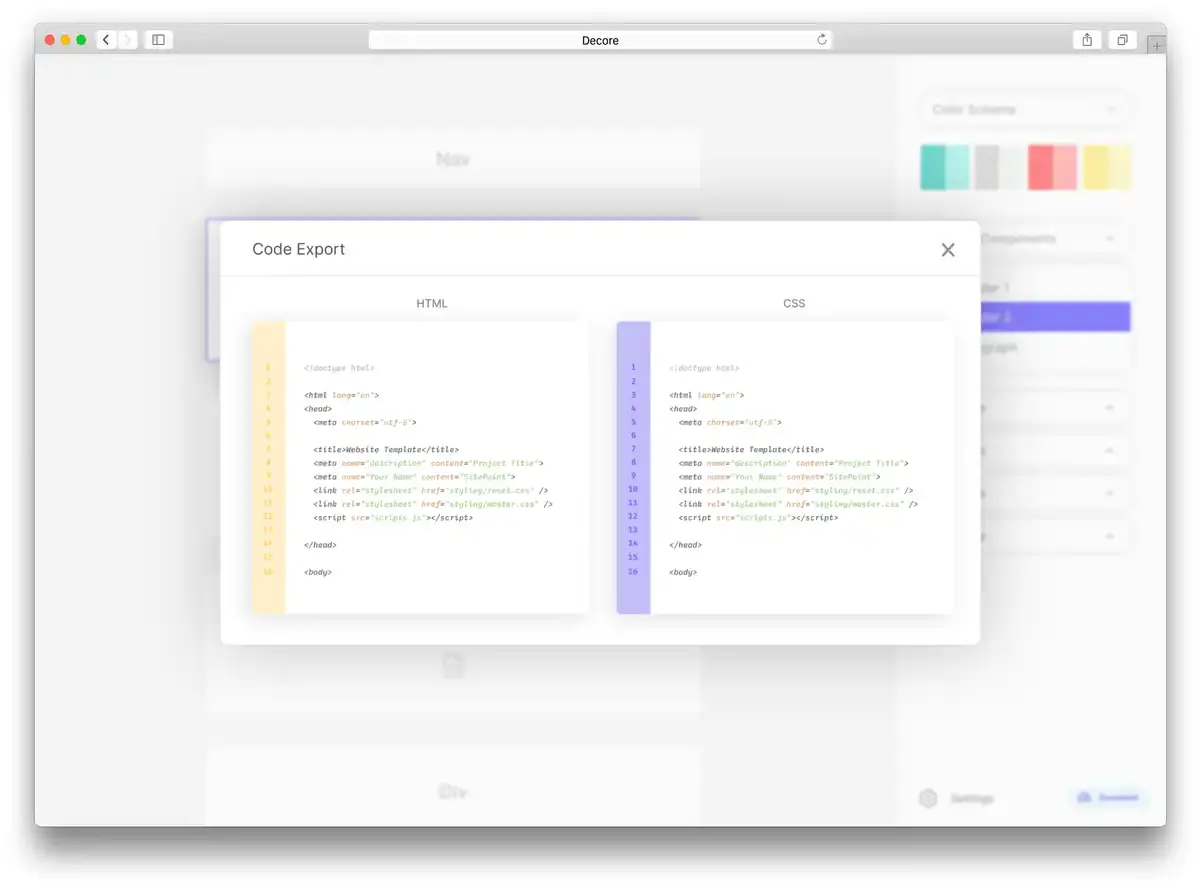 Decore
Color Scheme
Nav
Code Export
Components
HTML
CSS
1 <!doctype html>
2
3 <html lang="en">
4 <head>
5 <meta charset="utf-8">
6
7 <title>Website Template</title>
8 <meta name="description" content="Project Title">
9 <meta name="Your Name" content="SitePoint">
10 <link rel="stylesheet" href="styling/reset.css" />
11 <link rel="stylesheet" href="styling/master.css" />
12 <script src="scripts.js"></script>
13
14 </head>
15
16 <body>
1 <!doctype html>
2
3 <html lang="en">
4 <head>
5 <meta charset="utf-8">
6
7 <title>Website Template</title>
8 <meta name="description" content="Project Title">
9 <meta name="Your Name" content="SitePoint">
10 <link rel="stylesheet" href="styling/reset.css" />
11 <link rel="stylesheet" href="styling/master.css" />
12 <script src="scripts.js"></script>
13
14 </head>
15
16 <body>
Div
Settings
Download